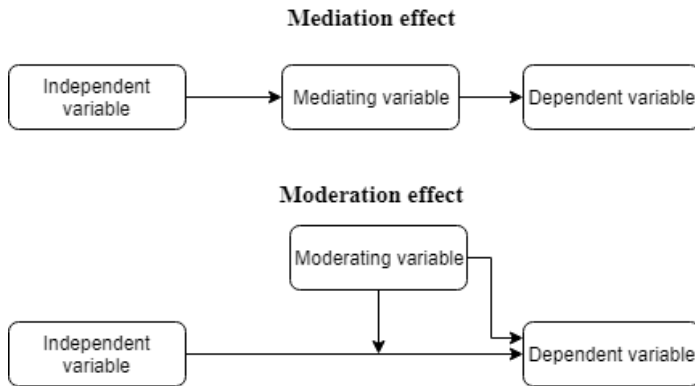 Mediation effect
Independent
variable
Mediating variable
Dependent variable
Moderation effect
Moderating variable
Independent
variable
Dependent variable